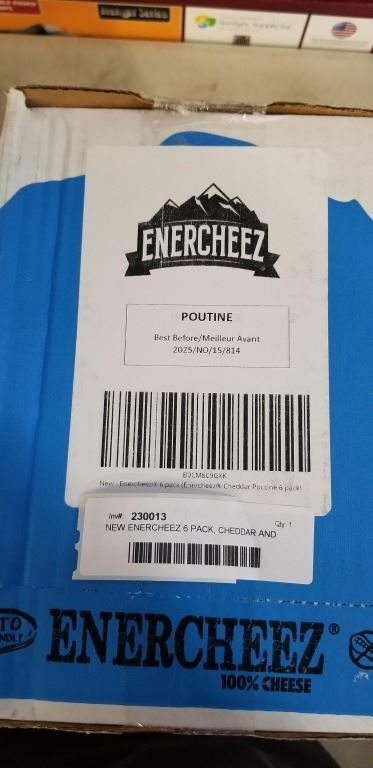 ENERCHEEZ
POUTINE
Best Before/Meilleur Avant
2025/NO/15/814
New - Enercheez® 6 pack (Enercheez® Cheddar Poutine 6 pack)
Inv#: 230013 Qty: 1
NEW ENERCHEEZ 6 PACK, CHEDDAR AND
ENERCHEEZ®
100% CHEESE